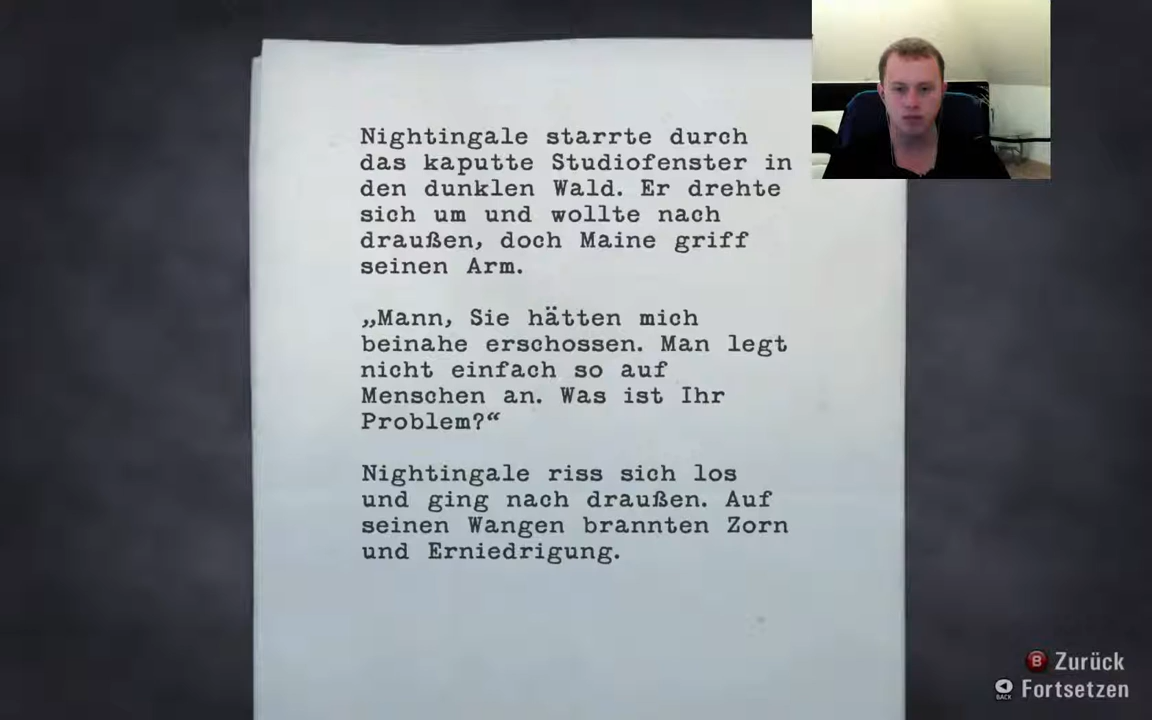 Nightingale starrte durch
das kaputte Studiofenster in
den dunklen Wald. Er drehte
sich um und wollte nach
draußen, doch Maine griff
seinen Arm.
„Mann, Sie hätten mich
beinahe erschossen. Man legt
nicht einfach so auf
Menschen an. Was ist Ihr
Problem?“
Nightingale riss sich los
und ging nach draußen. Auf
seinen Wangen brannten Zorn
und Erniedrigung.
B Zurück
BACK Fortsetzen